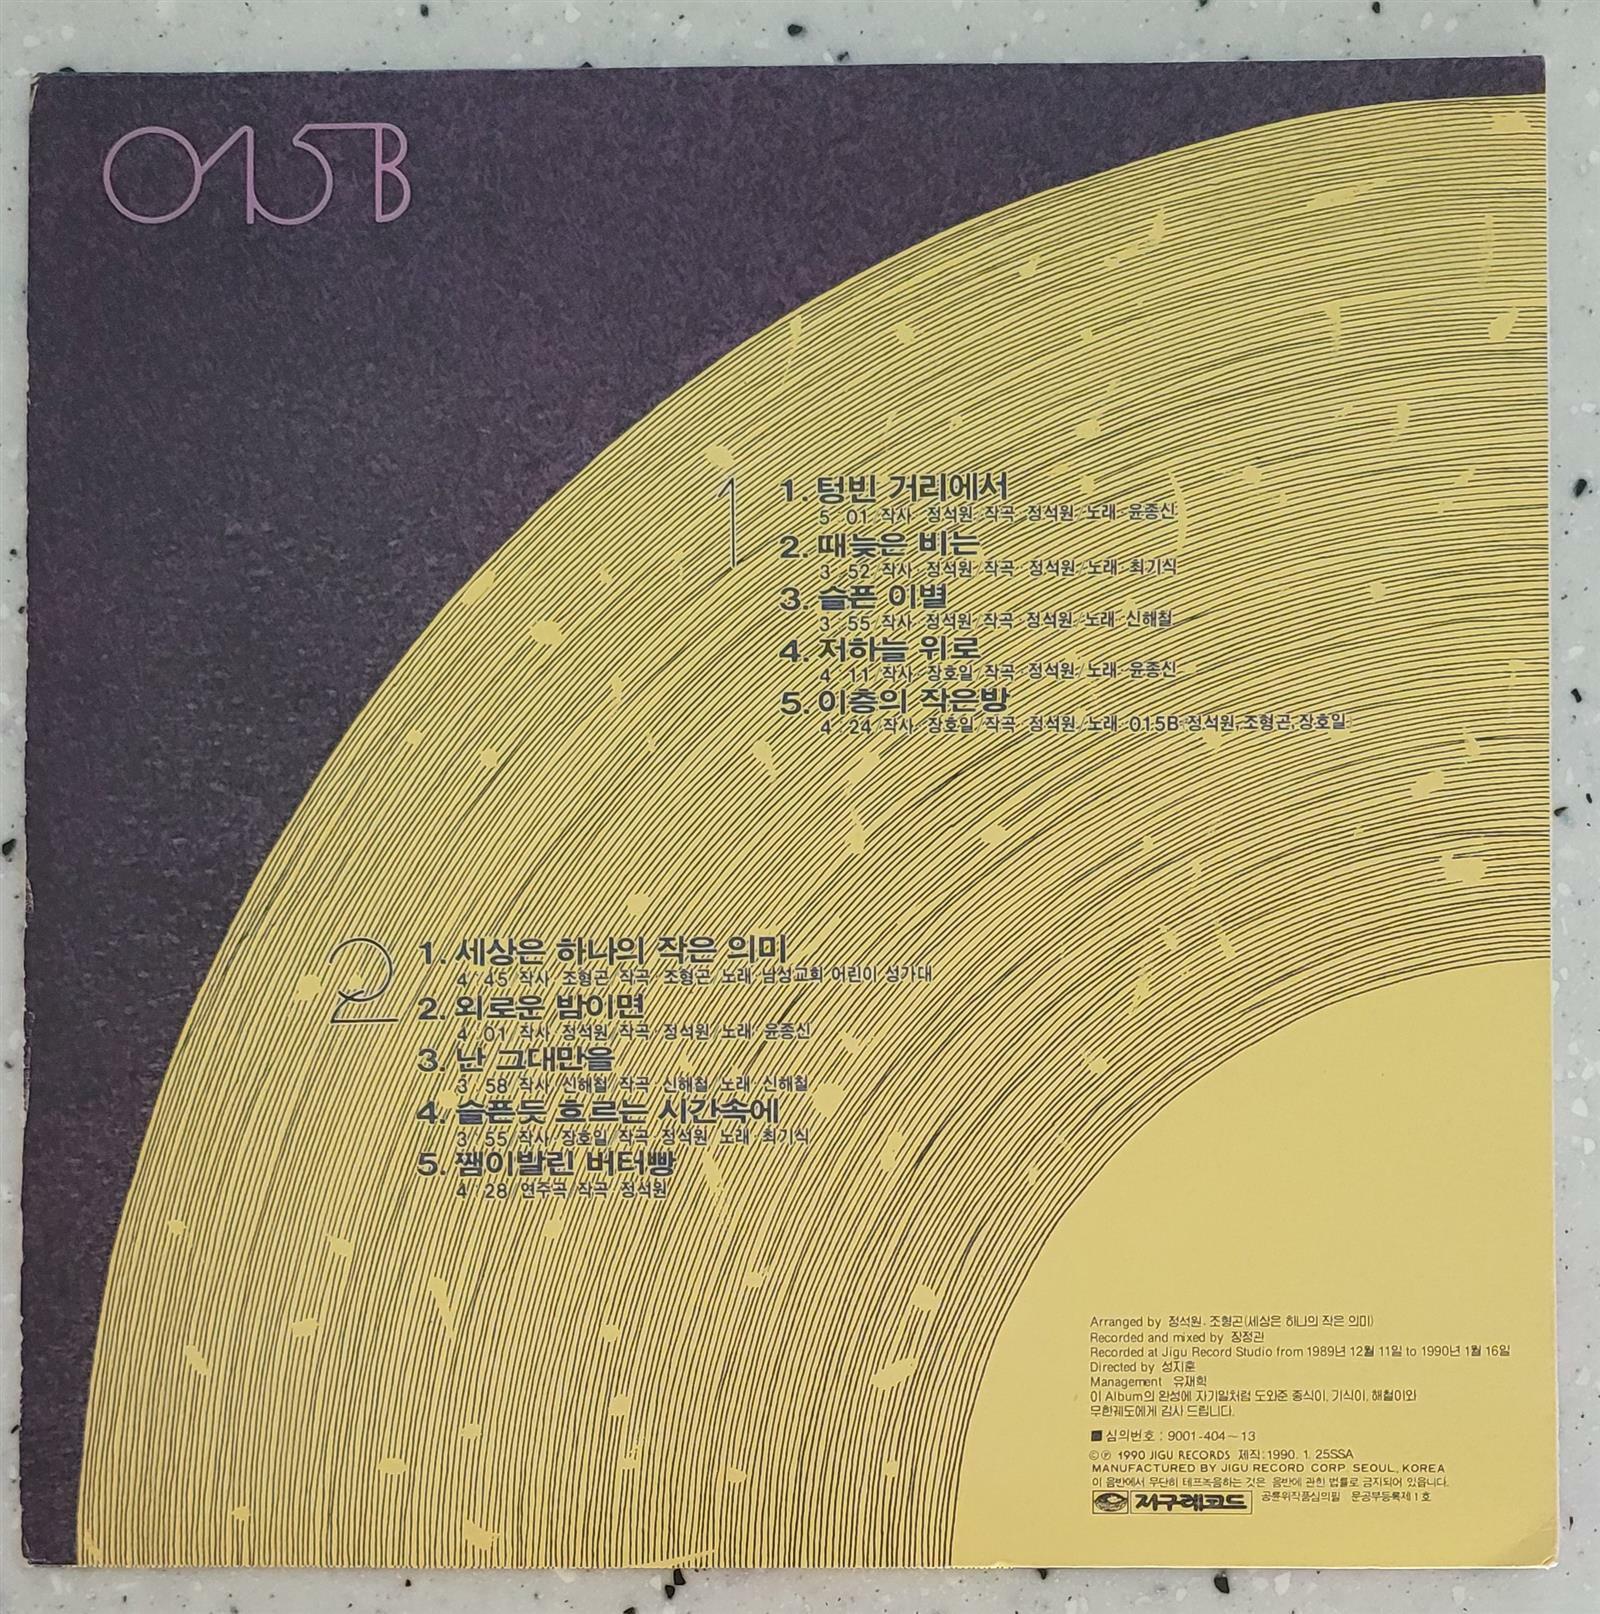 015B
1
1. 텅빈 거리에서
5 : 01/작사·정석원/작곡·정석원/노래·윤종신
2. 때늦은 비는
3 : 52/작사·정석원/작곡·정석원/노래·최기식
3. 슬픈 이별
3 : 55/작사·정석원/작곡·정석원/노래·신해철
4. 저하늘 위로
4 : 11/작사·장호일/작곡·정석원/노래·윤종신
5. 이층의 작은방
4 : 24/작사·장호일/작곡·정석원/노래·015B·정석원,조형곤,장호일
2
1. 세상은 하나의 작은 의미
4 : 45/작사·조형곤/작곡·조형곤/노래·남성교회 어린이 성가대
2. 외로운 밤이면
4 : 01/작사·정석원/작곡·정석원/노래·윤종신
3. 난 그대만을
3 : 58/작사·신해철/작곡·신해철/노래·신해철
4. 슬픈듯 흐르는 시간속에
3 : 55/작사·장호일/작곡·정석원/노래·최기식
5. 쨈이발린 버터빵
4 : 28/연주곡/작곡·정석원
Arranged by 정석원, 조형곤(세상은 하나의 작은 의미)
Recorded and mixed by 장정관
Recorded at Jigu Record Studio from 1989년 12월 11일 to 1990년 1월 16일
Directed by 성지훈
Management 유재학
이 Album의 완성에 자기일처럼 도와준 종식이, 기식이, 해철이와
무한궤도에게 감사 드립니다.
■심의번호 : 9001-404~13
©℗ 1990 JIGU RECORDS 제작:1990. 1. 25SSA
MANUFACTURED BY JIGU RECORD CORP. SEOUL, KOREA
이 음반에서 무단히 테프녹음하는 것은 음반에 관한 법률로 금지되어 있읍니다.
지구레코드 공륜위작품심의필 문공부등록제1호